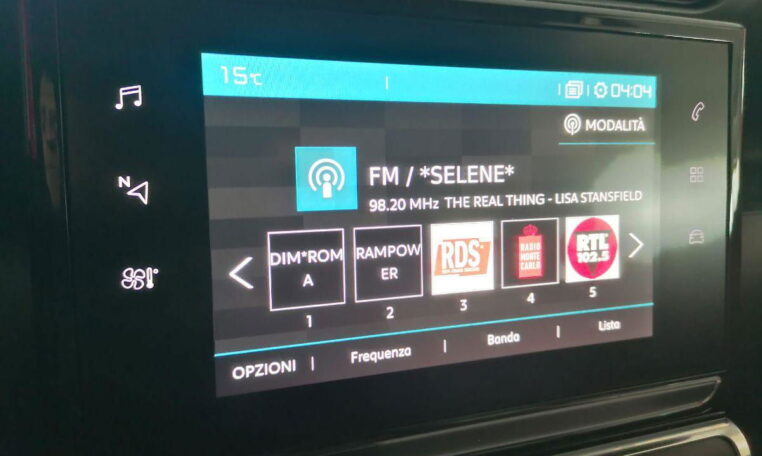 15°C
04:04
MODALITÀ
FM / *SELENE*
98.20 MHz THE REAL THING - LISA STANSFIELD
N
DIM*ROM
A
RAMPOW
ER
RDS
RADIO
MONTE
CARLO
RTL
102.5
1
2
3
4
5
OPZIONI
Frequenza
Banda
Lista